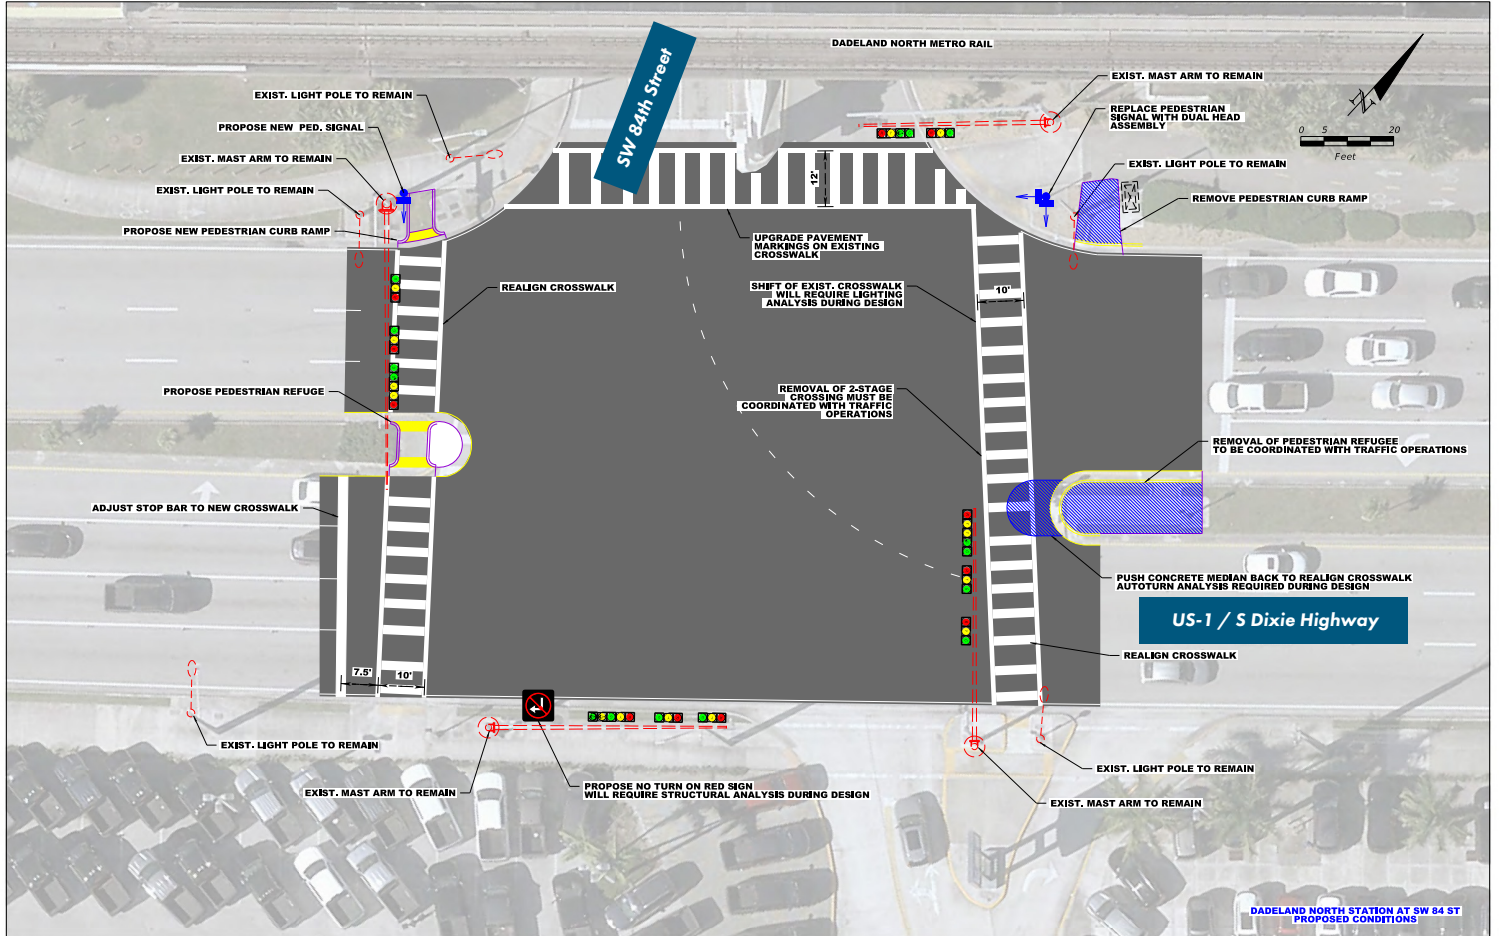 DADELAND NORTH METRO RAIL
SW 84th Street
EXIST. LIGHT POLE TO REMAIN
PROPOSE NEW PED. SIGNAL
EXIST. MAST ARM TO REMAIN
EXIST. LIGHT POLE TO REMAIN
PROPOSE NEW PEDESTRIAN CURB RAMP
EXIST. MAST ARM TO REMAIN
REPLACE PEDESTRIAN
SIGNAL WITH DUAL HEAD
ASSEMBLY
EXIST. LIGHT POLE TO REMAIN
REMOVE PEDESTRIAN CURB RAMP
N
0 5 20
Feet
12'
UPGRADE PAVEMENT
MARKINGS ON EXISTING
CROSSWALK
REALIGN CROSSWALK
SHIFT OF EXIST. CROSSWALK
WILL REQUIRE LIGHTING
ANALYSIS DURING DESIGN
10'
PROPOSE PEDESTRIAN REFUGE
REMOVAL OF 2-STAGE
CROSSING MUST BE
COORDINATED WITH TRAFFIC
OPERATIONS
REMOVAL OF PEDESTRIAN REFUGEE
TO BE COORDINATED WITH TRAFFIC OPERATIONS
ADJUST STOP BAR TO NEW CROSSWALK
PUSH CONCRETE MEDIAN BACK TO REALIGN CROSSWALK
AUTOTURN ANALYSIS REQUIRED DURING DESIGN
US-1 / S Dixie Highway
REALIGN CROSSWALK
7.5'
10'
EXIST. LIGHT POLE TO REMAIN
EXIST. MAST ARM TO REMAIN
PROPOSE NO TURN ON RED SIGN
WILL REQUIRE STRUCTURAL ANALYSIS DURING DESIGN
EXIST. LIGHT POLE TO REMAIN
EXIST. MAST ARM TO REMAIN
DADELAND NORTH STATION AT SW 84 ST
PROPOSED CONDITIONS